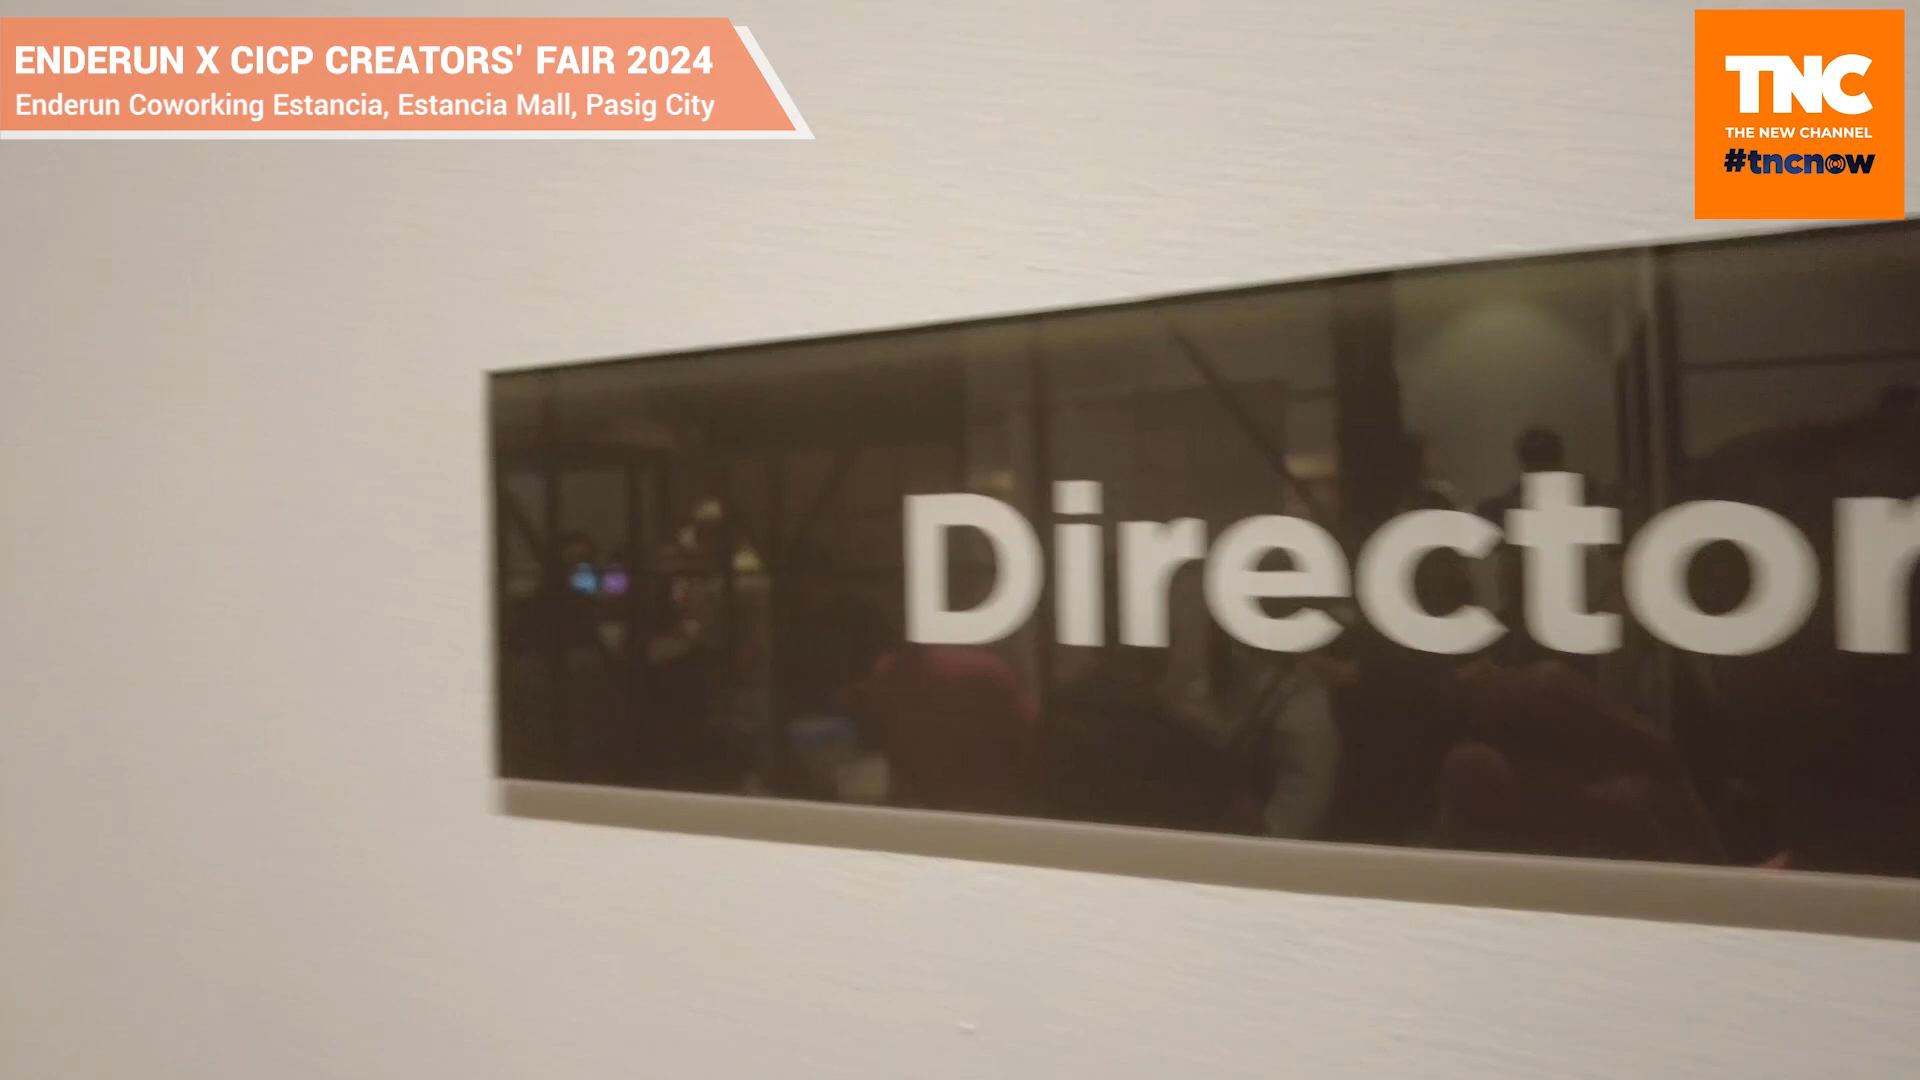 ENDERUN X CICP CREATORS' FAIR 2024
Enderun Coworking Estancia, Estancia Mall, Pasig City
TNC
THE NEW CHANNEL
#tncnow
Director